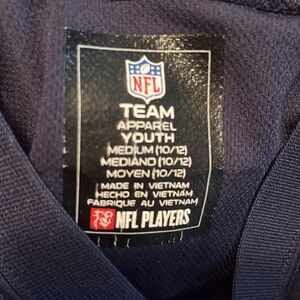 NFL
TEAM
APPAREL
YOUTH
MEDIUM (10/12)
MEDIANO (10/12)
MOYEN (10/12)
MADE IN VIETNAM
HECHO EN VIETNAM
FABRIQUE AU VIETNAM
NFL PLAYERS